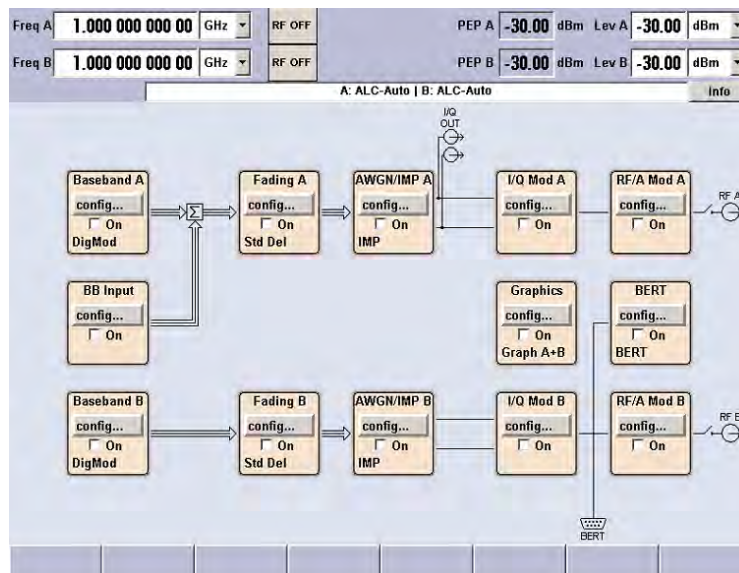 Freq A 1.000 000 000 00 GHz RF OFF PEP A -30.00 dBm Lev A -30.00 dBm
Freq B 1.000 000 000 00 GHz RF OFF PEP B -30.00 dBm Lev B -30.00 dBm
A: ALC-Auto | B: ALC-Auto Info
I/Q
OUT
Baseband A Fading A AWGN/IMP A I/Q Mod A RF/A Mod A
config... config... config... config... config... RF A
On Σ On On On On
DigMod Std Del IMP
BB Input Graphics BERT
config... config... config...
On On On
Graph A+B BERT
Baseband B Fading B AWGN/IMP B I/Q Mod B RF/A Mod B
config... config... config... config... config... RF B
On On On On On
DigMod Std Del IMP
BERT